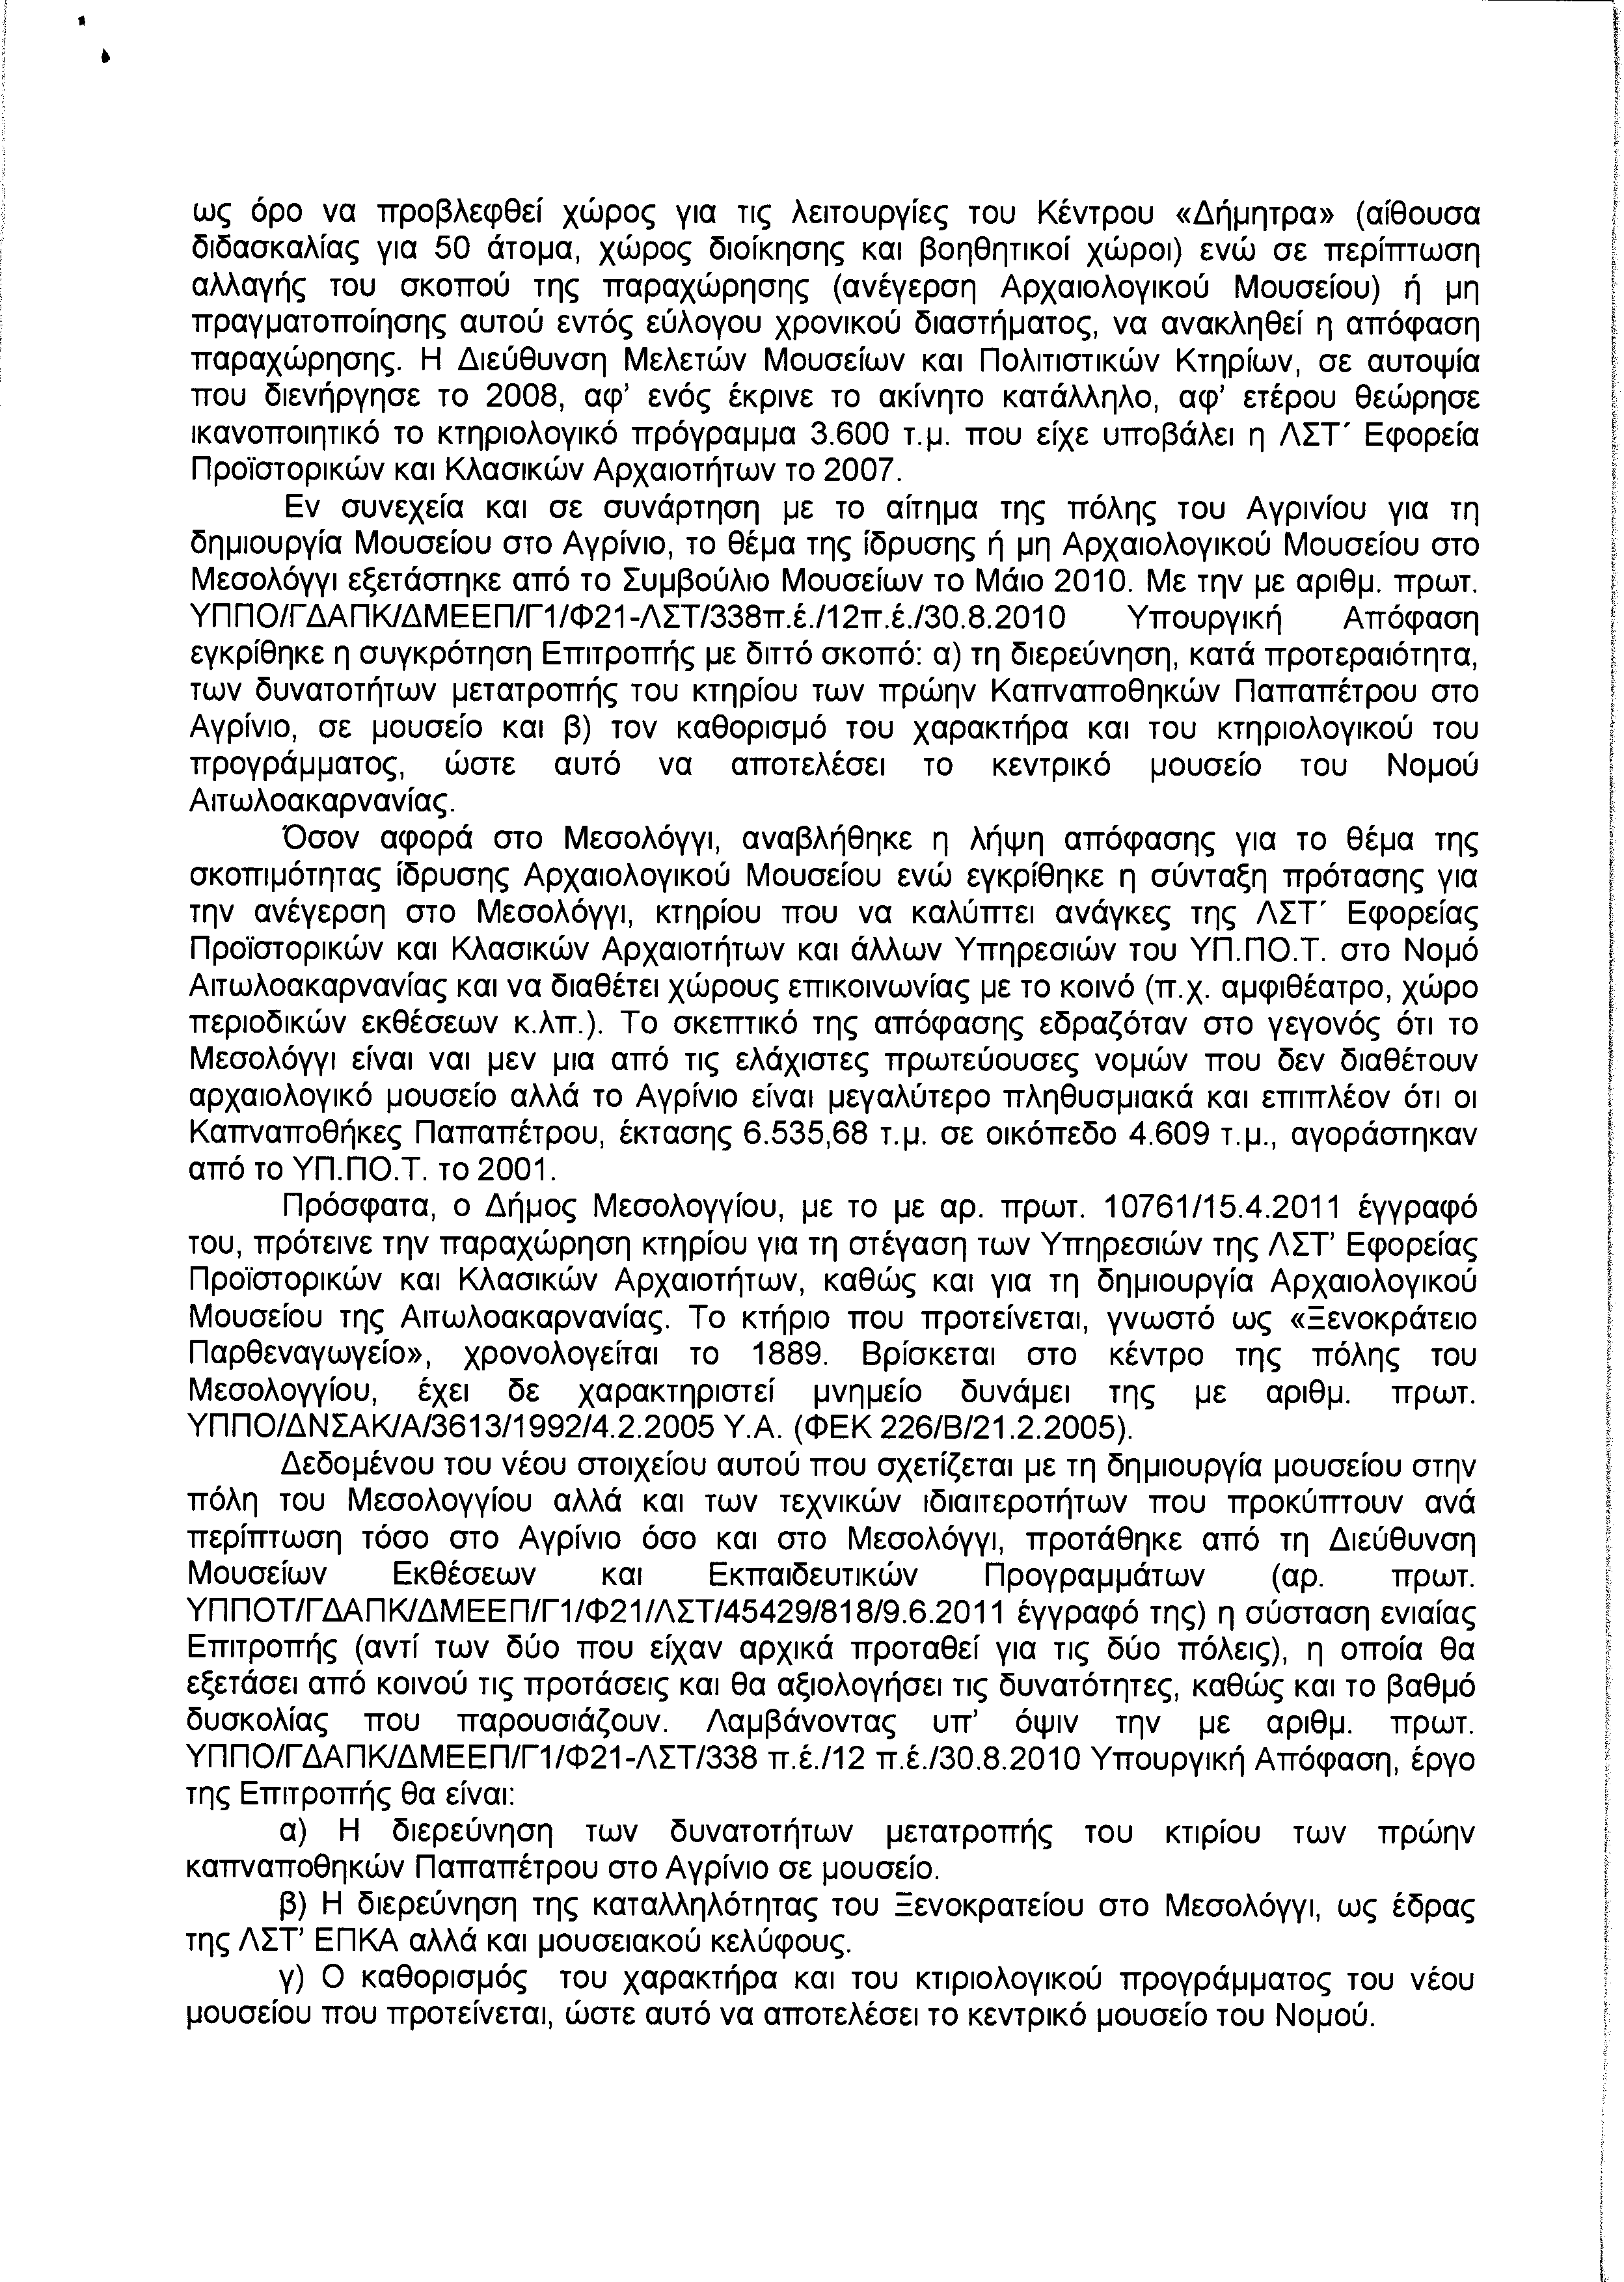 ως όρο να προβλεφθεί χώρος για τις λειτουργίες του Κέντρου «Δήμητρα» (αίθουσα
διδασκαλίας για 50 άτομα, χώρος διοίκησης και βοηθητικοί χώροι) ενώ σε περίπτωση
αλλαγής του σκοπού της παραχώρησης (ανέγερση Αρχαιολογικού Μουσείου) ή μη
πραγματοποίησης αυτού εντός εύλογου χρονικού διαστήματος, να ανακληθεί η απόφαση
παραχώρησης. Η Διεύθυνση Μελετών Μουσείων και Πολιτιστικών Κτηρίων, σε αυτοψία
που διενήργησε το 2008, αφ’ ενός έκρινε το ακίνητο κατάλληλο, αφ’ ετέρου θεώρησε
ικανοποιητικό το κτηριολογικό πρόγραμμα 3.600 τ.μ. που είχε υποβάλει η ΛΣΤ΄ Εφορεία
Προϊστορικών και Κλασικών Αρχαιοτήτων το 2007.
Εν συνεχεία και σε συνάρτηση με το αίτημα της πόλης του Αγρινίου για τη
δημιουργία Μουσείου στο Αγρίνιο, το θέμα της ίδρυσης ή μη Αρχαιολογικού Μουσείου στο
Μεσολόγγι εξετάστηκε από το Συμβούλιο Μουσείων το Μάιο 2010. Με την με αριθμ. πρωτ.
ΥΠΠΟ/ΓΔΑΠΚ/ΔΜΕΕΠ/Γ1/Φ21-ΛΣΤ/338π.έ./12π.έ./30.8.2010 Υπουργική Απόφαση
εγκρίθηκε η συγκρότηση Επιτροπής με διττό σκοπό: α) τη διερεύνηση, κατά προτεραιότητα,
των δυνατοτήτων μετατροπής του κτηρίου των πρώην Καπναποθηκών Παπαπέτρου στο
Αγρίνιο, σε μουσείο και β) τον καθορισμό του χαρακτήρα και του κτηριολογικού του
προγράμματος, ώστε αυτό να αποτελέσει το κεντρικό μουσείο του Νομού
Αιτωλοακαρνανίας.
Όσον αφορά στο Μεσολόγγι, αναβλήθηκε η λήψη απόφασης για το θέμα της
σκοπιμότητας ίδρυσης Αρχαιολογικού Μουσείου ενώ εγκρίθηκε η σύνταξη πρότασης για
την ανέγερση στο Μεσολόγγι, κτηρίου που να καλύπτει ανάγκες της ΛΣΤ΄ Εφορείας
Προϊστορικών και Κλασικών Αρχαιοτήτων και άλλων Υπηρεσιών του ΥΠ.ΠΟ.Τ. στο Νομό
Αιτωλοακαρνανίας και να διαθέτει χώρους επικοινωνίας με το κοινό (π.χ. αμφιθέατρο, χώρο
περιοδικών εκθέσεων κ.λπ.). Το σκεπτικό της απόφασης εδραζόταν στο γεγονός ότι το
Μεσολόγγι είναι ναι μεν μια από τις ελάχιστες πρωτεύουσες νομών που δεν διαθέτουν
αρχαιολογικό μουσείο αλλά το Αγρίνιο είναι μεγαλύτερο πληθυσμιακά και επιπλέον ότι οι
Καπναποθήκες Παπαπέτρου, έκτασης 6.535,68 τ.μ. σε οικόπεδο 4.609 τ.μ., αγοράστηκαν
από το ΥΠ.ΠΟ.Τ. το 2001.
Πρόσφατα, ο Δήμος Μεσολογγίου, με το με αρ. πρωτ. 10761/15.4.2011 έγγραφό
του, πρότεινε την παραχώρηση κτηρίου για τη στέγαση των Υπηρεσιών της ΛΣΤ’ Εφορείας
Προϊστορικών και Κλασικών Αρχαιοτήτων, καθώς και για τη δημιουργία Αρχαιολογικού
Μουσείου της Αιτωλοακαρνανίας. Το κτήριο που προτείνεται, γνωστό ως «Ξενοκράτειο
Παρθεναγωγείο», χρονολογείται το 1889. Βρίσκεται στο κέντρο της πόλης του
Μεσολογγίου, έχει δε χαρακτηριστεί μνημείο δυνάμει της με αριθμ. πρωτ.
ΥΠΠΟ/ΔΝΣΑΚ/Α/3613/1992/4.2.2005 Υ.Α. (ΦΕΚ 226/Β/21.2.2005).
Δεδομένου του νέου στοιχείου αυτού που σχετίζεται με τη δημιουργία μουσείου στην
πόλη του Μεσολογγίου αλλά και των τεχνικών ιδιαιτεροτήτων που προκύπτουν ανά
περίπτωση τόσο στο Αγρίνιο όσο και στο Μεσολόγγι, προτάθηκε από τη Διεύθυνση
Μουσείων Εκθέσεων και Εκπαιδευτικών Προγραμμάτων (αρ. πρωτ.
ΥΠΠΟΤ/ΓΔΑΠΚ/ΔΜΕΕΠ/Γ1/Φ21/ΛΣΤ/45429/818/9.6.2011 έγγραφό της) η σύσταση ενιαίας
Επιτροπής (αντί των δύο που είχαν αρχικά προταθεί για τις δύο πόλεις), η οποία θα
εξετάσει από κοινού τις προτάσεις και θα αξιολογήσει τις δυνατότητες, καθώς και το βαθμό
δυσκολίας που παρουσιάζουν. Λαμβάνοντας υπ’ όψιν την με αριθμ. πρωτ.
ΥΠΠΟ/ΓΔΑΠΚ/ΔΜΕΕΠ/Γ1/Φ21-ΛΣΤ/338 π.έ./12 π.έ./30.8.2010 Υπουργική Απόφαση, έργο
της Επιτροπής θα είναι:
α) Η διερεύνηση των δυνατοτήτων μετατροπής του κτιρίου των πρώην
καπναποθηκών Παπαπέτρου στο Αγρίνιο σε μουσείο.
β) Η διερεύνηση της καταλληλότητας του Ξενοκρατείου στο Μεσολόγγι, ως έδρας
της ΛΣΤ’ ΕΠΚΑ αλλά και μουσειακού κελύφους.
γ) Ο καθορισμός του χαρακτήρα και του κτιριολογικού προγράμματος του νέου
μουσείου που προτείνεται, ώστε αυτό να αποτελέσει το κεντρικό μουσείο του Νομού.